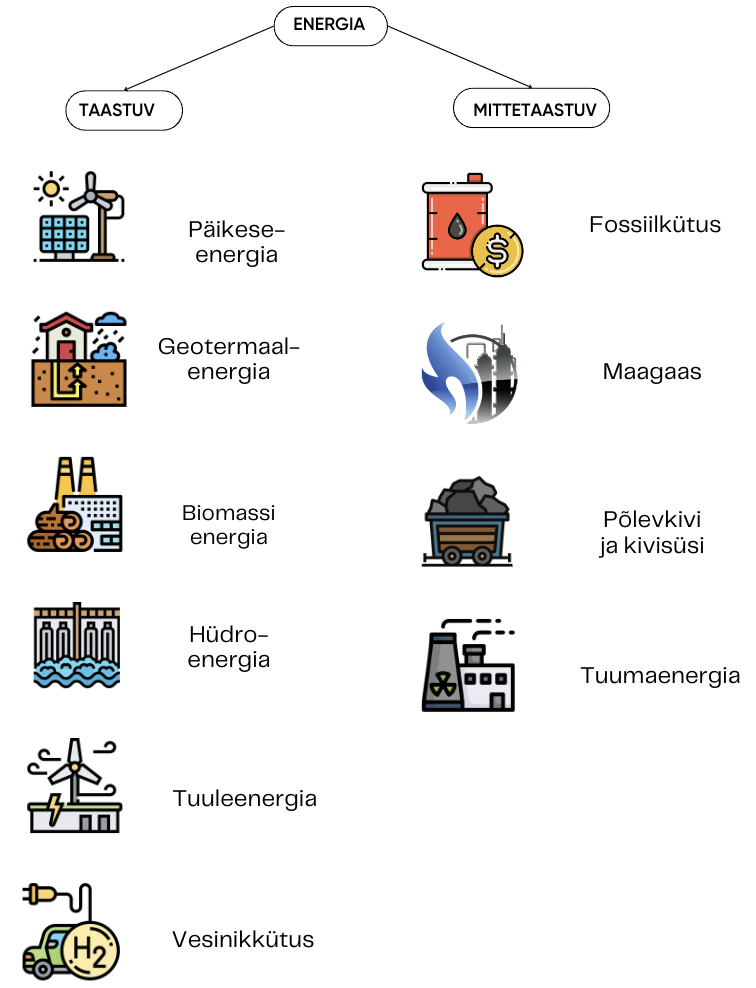 ENERGIA
TAASTUV
MITTETAASTUV
Päikese-
energia
Fossiilkütus
$
Geotermaal-
energia
Maagaas
Biomassi
energia
Põlevkivi
ja kivisüsi
Hüdro-
energia
Tuumaenergia
Tuuleenergia
Vesinikkütus
H2